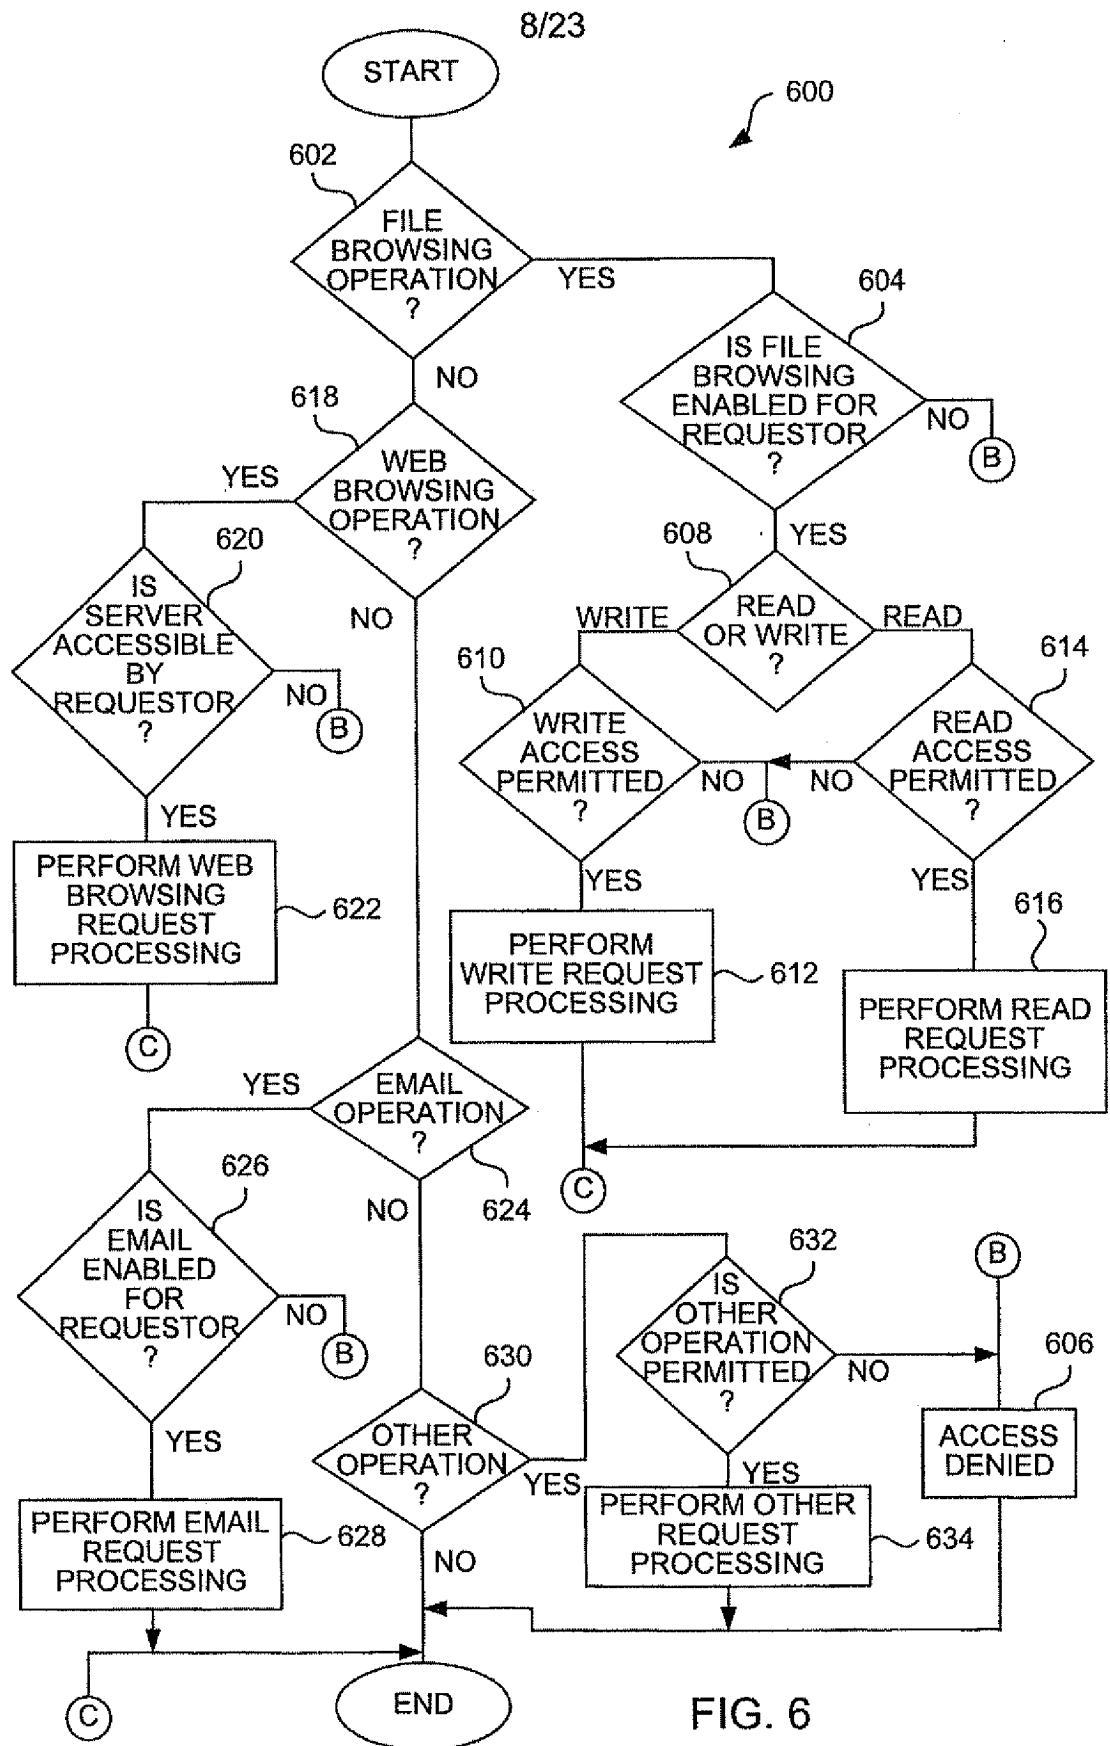 8/23
START
600
602
FILE
BROWSING
OPERATION
?
YES
NO
604
IS FILE
BROWSING
ENABLED FOR
REQUESTOR
?
NO
B
YES
618
WEB
BROWSING
OPERATION
?
YES
NO
620
IS
SERVER
ACCESSIBLE
BY
REQUESTOR
?
NO
B
YES
PERFORM WEB
BROWSING
REQUEST
PROCESSING
622
C
608
READ
OR WRITE
?
WRITE
READ
610
WRITE
ACCESS
PERMITTED
?
NO
B
YES
614
READ
ACCESS
PERMITTED
?
NO
YES
PERFORM
WRITE REQUEST
PROCESSING
612
616
PERFORM READ
REQUEST
PROCESSING
C
EMAIL
OPERATION
?
YES
624
NO
626
IS
EMAIL
ENABLED
FOR
REQUESTOR
?
NO
B
YES
PERFORM EMAIL
REQUEST
PROCESSING
628
630
OTHER
OPERATION
?
YES
NO
632
IS
OTHER
OPERATION
PERMITTED
?
NO
YES
PERFORM OTHER
REQUEST
PROCESSING
634
B
606
ACCESS
DENIED
C
END
FIG. 6